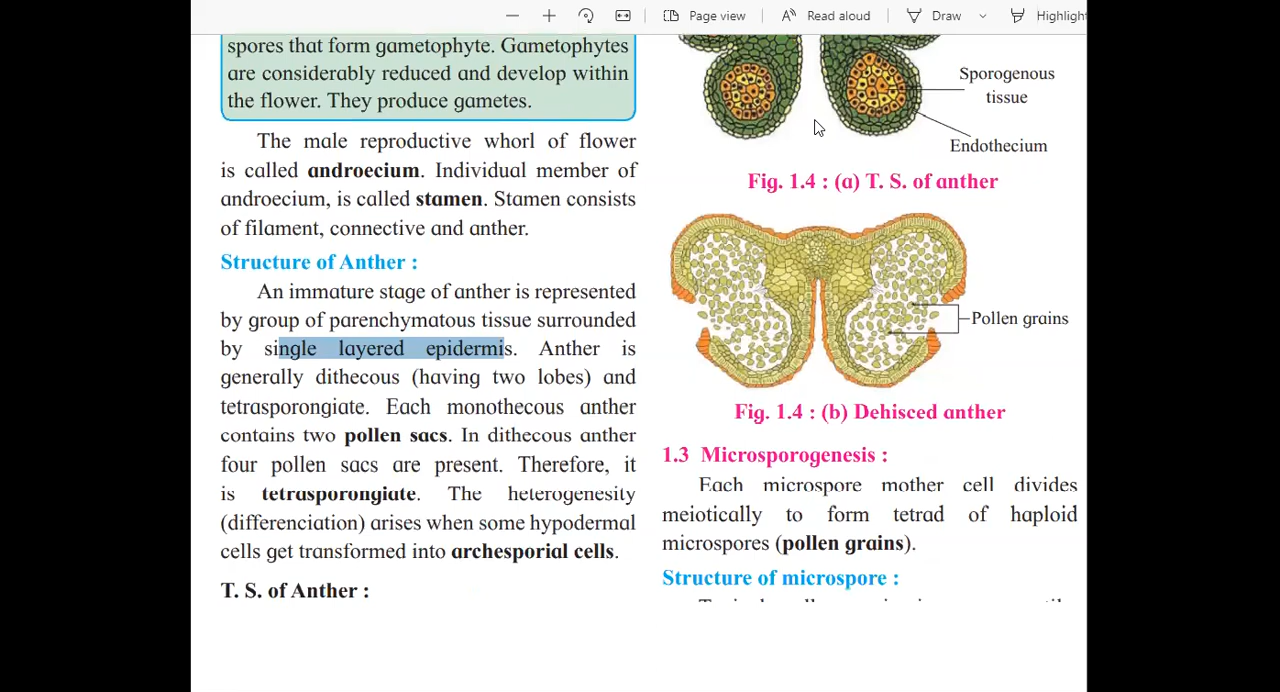 Page view
Read aloud
Draw
Highligh
spores that form gametophyte. Gametophytes
are considerably reduced and develop within
the flower. They produce gametes.
The male reproductive whorl of flower
is called androecium. Individual member of
androecium, is called stamen. Stamen consists
of filament, connective and anther.
Structure of Anther :
An immature stage of anther is represented
by group of parenchymatous tissue surrounded
by single layered epidermis. Anther is
generally dithecous (having two lobes) and
tetrasporongiate. Each monothecous anther
contains two pollen sacs. In dithecous anther
four pollen sacs are present. Therefore, it
is tetrasporongiate. The heterogenesity
(differenciation) arises when some hypodermal
cells get transformed into archesporial cells.
T. S. of Anther :
Sporogenous
tissue
Endothecium
Fig. 1.4 : (a) T. S. of anther
Pollen grains
Fig. 1.4 : (b) Dehisced anther
1.3 Microsporogenesis :
Each microspore mother cell divides
meiotically to form tetrad of haploid
microspores (pollen grains).
Structure of microspore :